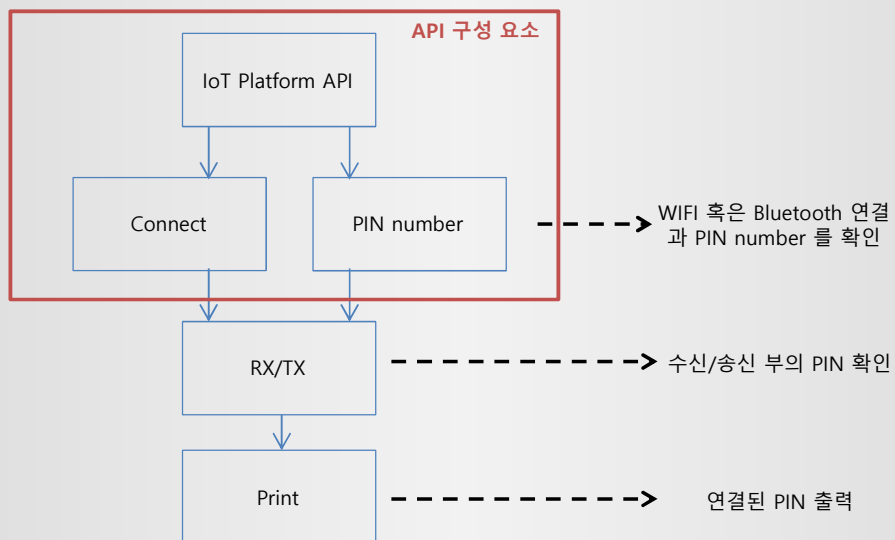 API 구성 요소
IoT Platform API
Connect
PIN number
WIFI 혹은 Bluetooth 연결
과 PIN number 를 확인
RX/TX
수신/송신 부의 PIN 확인
Print
연결된 PIN 출력